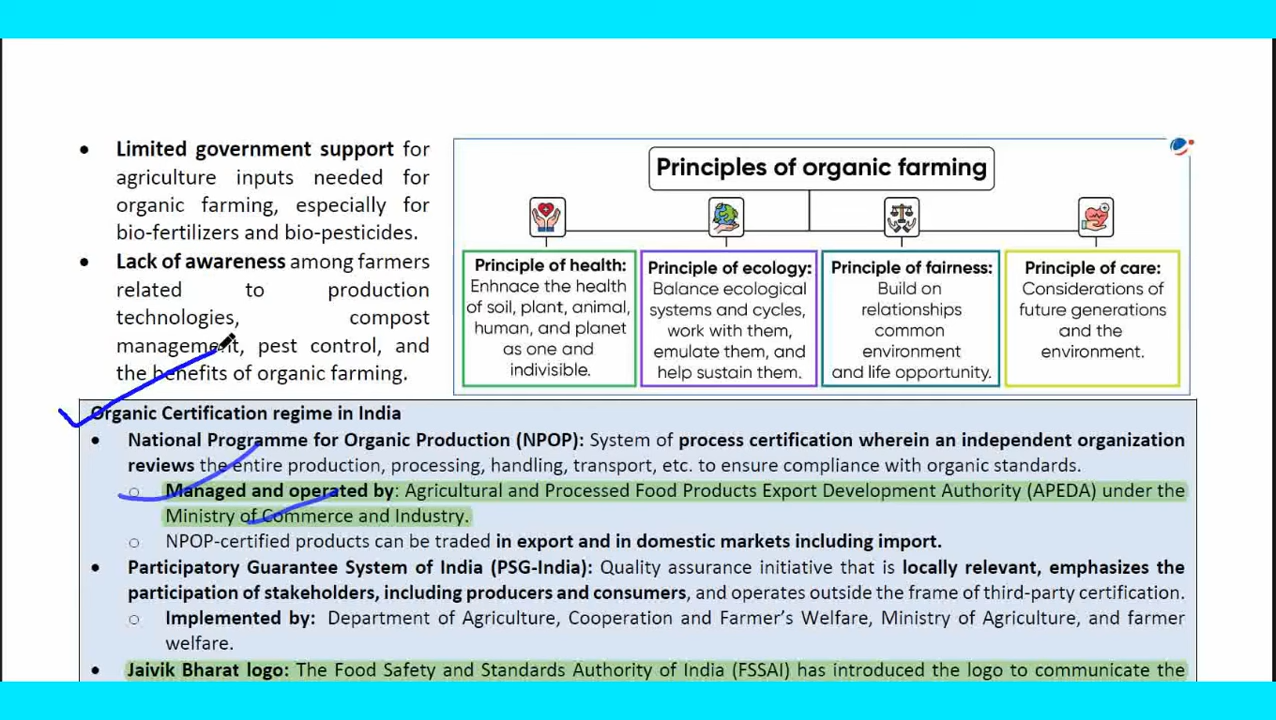 Limited government support for
agriculture inputs needed for
organic farming, especially for
bio-fertilizers and bio-pesticides.
Lack of awareness among farmers
related to production
technologies, compost
management, pest control, and
the benefits of organic farming.
Principles of organic farming
Principle of health:
Enhnace the health
of soil, plant, animal,
human, and planet
as one and
indivisible.
Principle of ecology:
Balance ecological
systems and cycles,
work with them,
emulate them, and
help sustain them.
Principle of fairness:
Build on
relationships
common
environment
and life opportunity.
Principle of care:
Considerations of
future generations
and the
environment.
Organic Certification regime in India
National Programme for Organic Production (NPOP): System of process certification wherein an independent organization
reviews the entire production, processing, handling, transport, etc. to ensure compliance with organic standards.
Managed and operated by: Agricultural and Processed Food Products Export Development Authority (APEDA) under the
Ministry of Commerce and Industry.
NPOP-certified products can be traded in export and in domestic markets including import.
Participatory Guarantee System of India (PSG-India): Quality assurance initiative that is locally relevant, emphasizes the
participation of stakeholders, including producers and consumers, and operates outside the frame of third-party certification.
Implemented by: Department of Agriculture, Cooperation and Farmer's Welfare, Ministry of Agriculture, and farmer
welfare.
Jaivik Bharat logo: The Food Safety and Standards Authority of India (FSSAI) has introduced the logo to communicate the